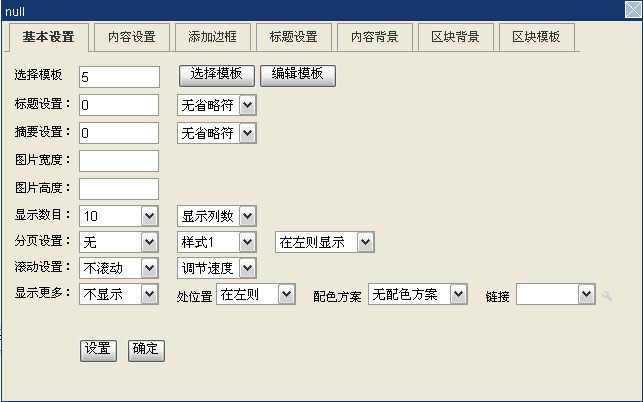 null
基本设置 内容设置 添加边框 标题设置 内容背景 区块背景 区块模板
选择模板 5 选择模板 编辑模板
标题设置： 0 无省略符
摘要设置： 0 无省略符
图片宽度：
图片高度：
显示数目： 10 显示列数
分页设置： 无 样式1 在左则显示
滚动设置： 不滚动 调节速度
显示更多： 不显示 处位置 在左则 配色方案 无配色方案 链接
设置 确定